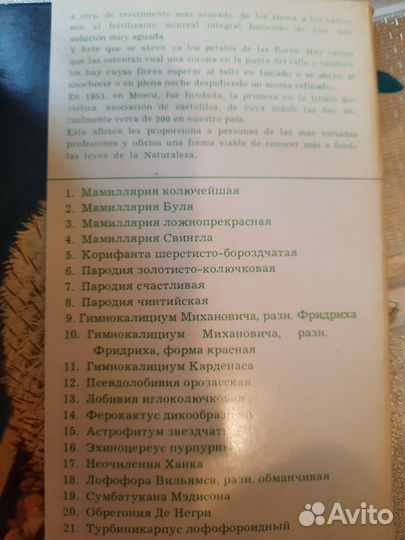 a otra, de crecimiento más acusado. Se los abona a los cactos
con el fertilizante mineral integral haciendo de éste una
solución muy aguada.
Y hete que se abren ya los pétalos de las flores. Hay cactos
que las ostentan cual una corona en la punta del tallo y también
los hay cuyas flores superar al tallo en tamaño o se abren al
anochecer o en plena noche despidiendo un aroma refinado.
En 1953, en Moscú, fue fundada, la primera en la Unión So-
viética, asociación de cactófilos, de cuya índole las hay ac-
tualmente cerca de 200 en nuestro país.
Esta afición les proporciona a personas de las más variadas
profesiones y oficios una forma viable de conocer más a fondo
las leyes de la Naturaleza.
1. Мамиллярия колючейшая
2. Мамиллярия Буля
3. Мамиллярия ложнопрекрасная
4. Мамиллярия Свингла
5. Корифанта шерстисто-бороздчатая
6. Пародия золотисто-колючковая
7. Пародия счастливая
8. Пародия чинтийская
9. Гимнокалициум Михановича, разн. Фридриха
10. Гимнокалициум Михановича, разн.
Фридриха, форма красная
11. Гимнокалициум Карденаса
12. Псевдолобивия орозасская
13. Лобивия иглоколючковая
14. Ферокактус дикообразный
15. Астрофитум звездчат
16. Эхиноцереус пурпурн
17. Неочиления Ханка
18. Лофофора Вильямса, разн. обманчивая
19. Сумбатукана Мэдисона
20. Обрегония Де Негри
21. Турбиникарпус лофофороидный
Avito